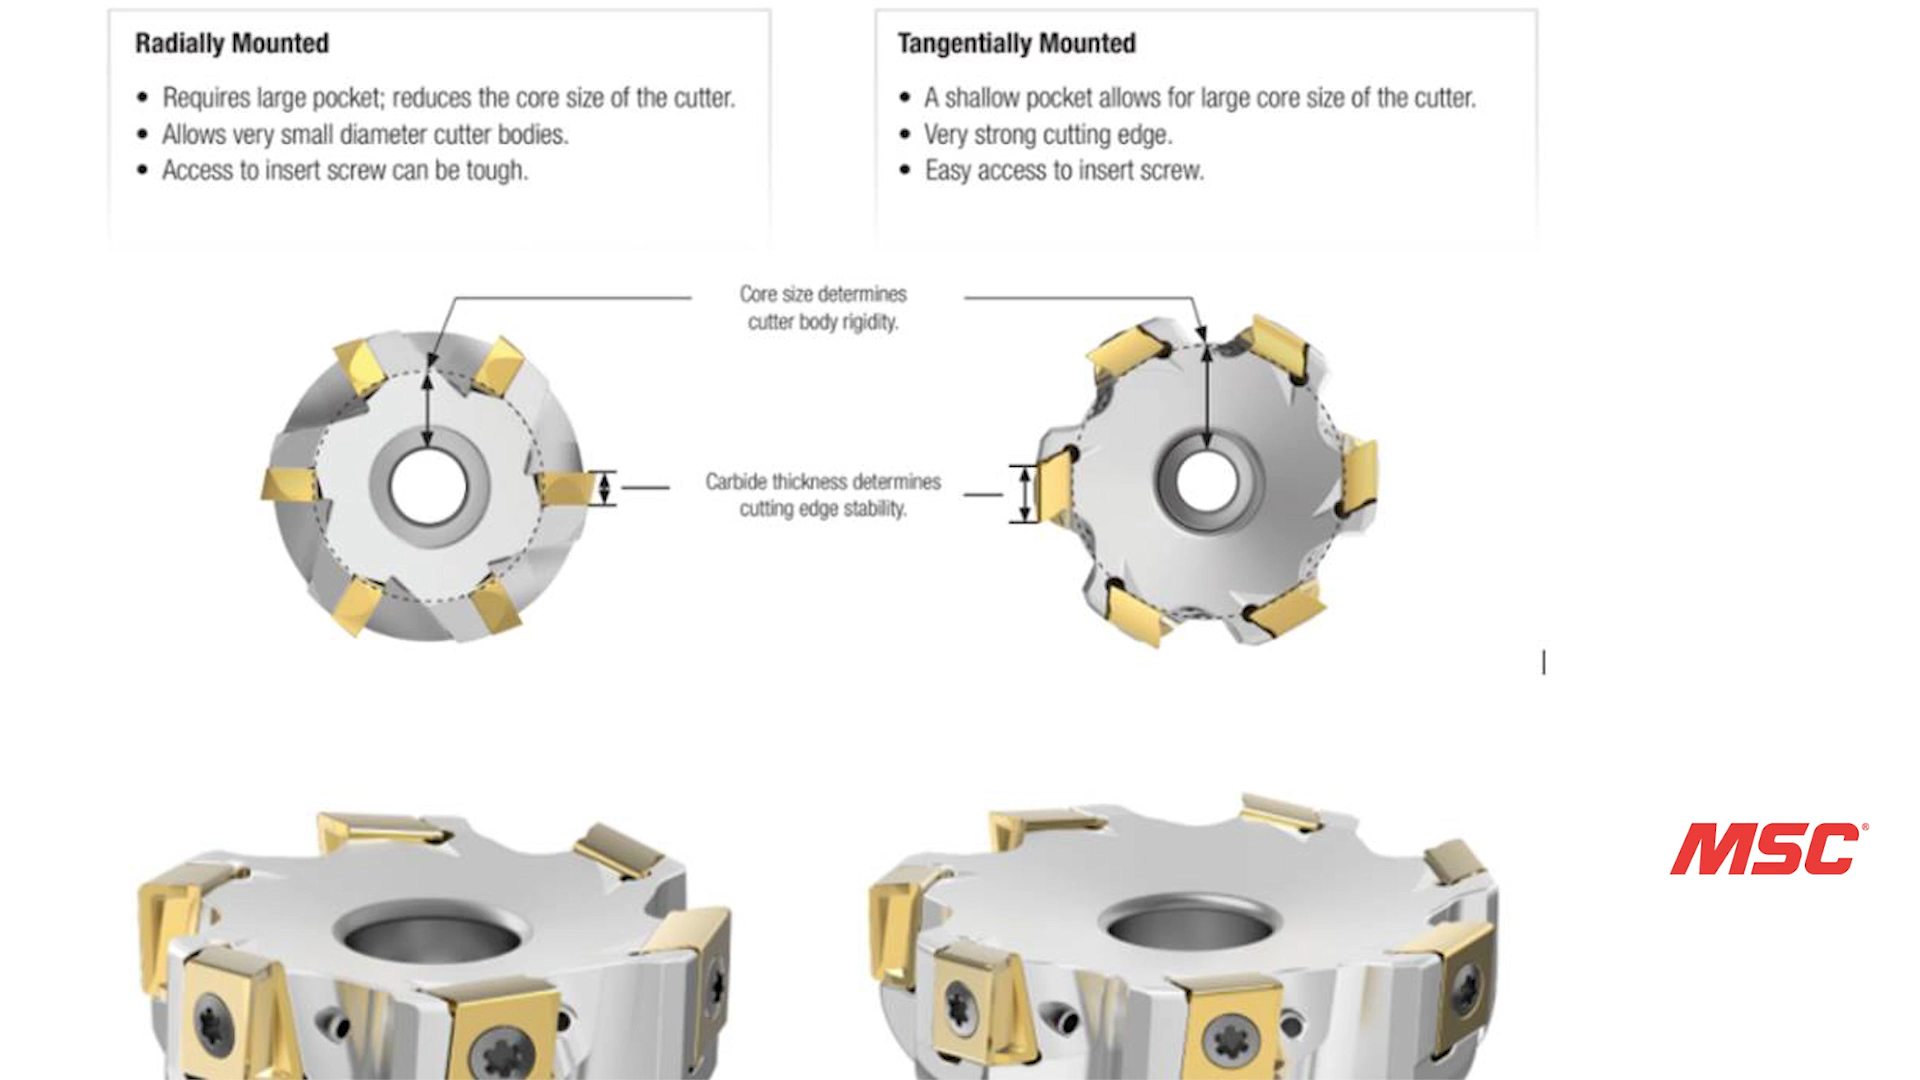 Radially Mounted
• Requires large pocket; reduces the core size of the cutter.
• Allows very small diameter cutter bodies.
• Access to insert screw can be tough.
Tangentially Mounted
• A shallow pocket allows for large core size of the cutter.
• Very strong cutting edge.
• Easy access to insert screw.
Core size determines
cutter body rigidity.
Carbide thickness determines
cutting edge stability.
MSC®